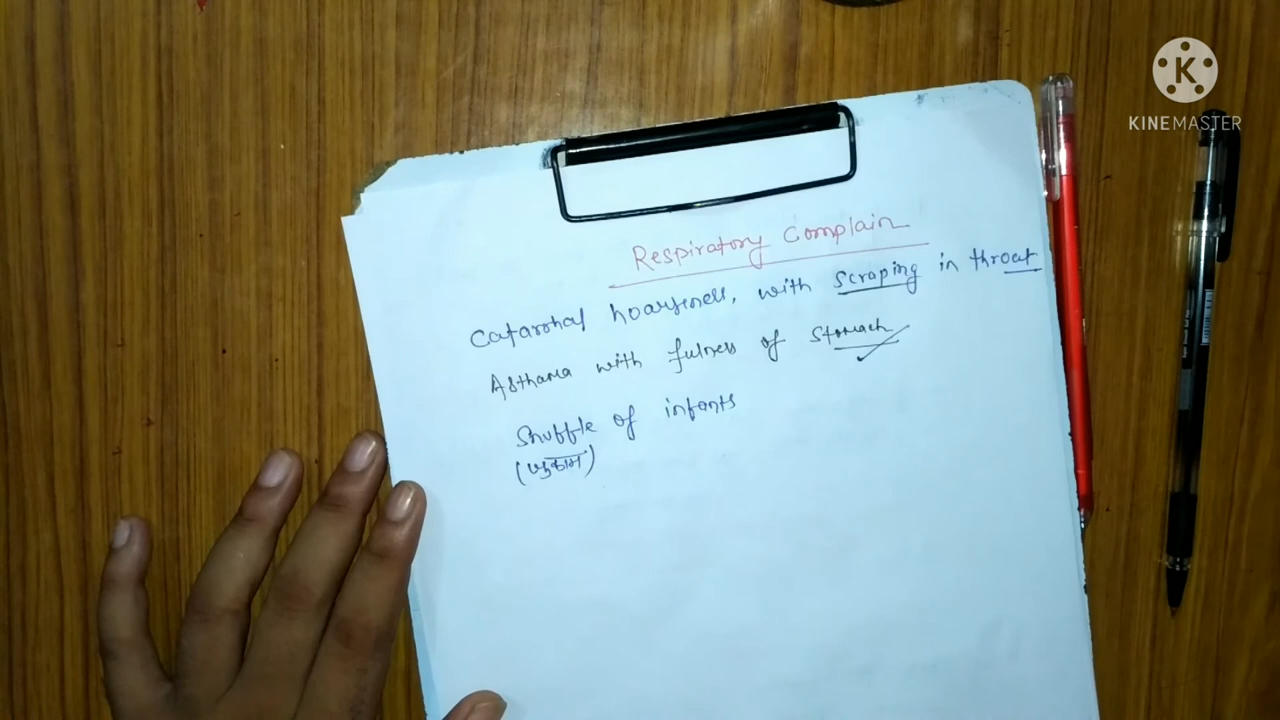 KINEMASTER
Respiratory Complain
Catarrhal hoarseness, with scraping in throat
Asthama with fulness of stomach
Snuffle of infants
(जुकाम)